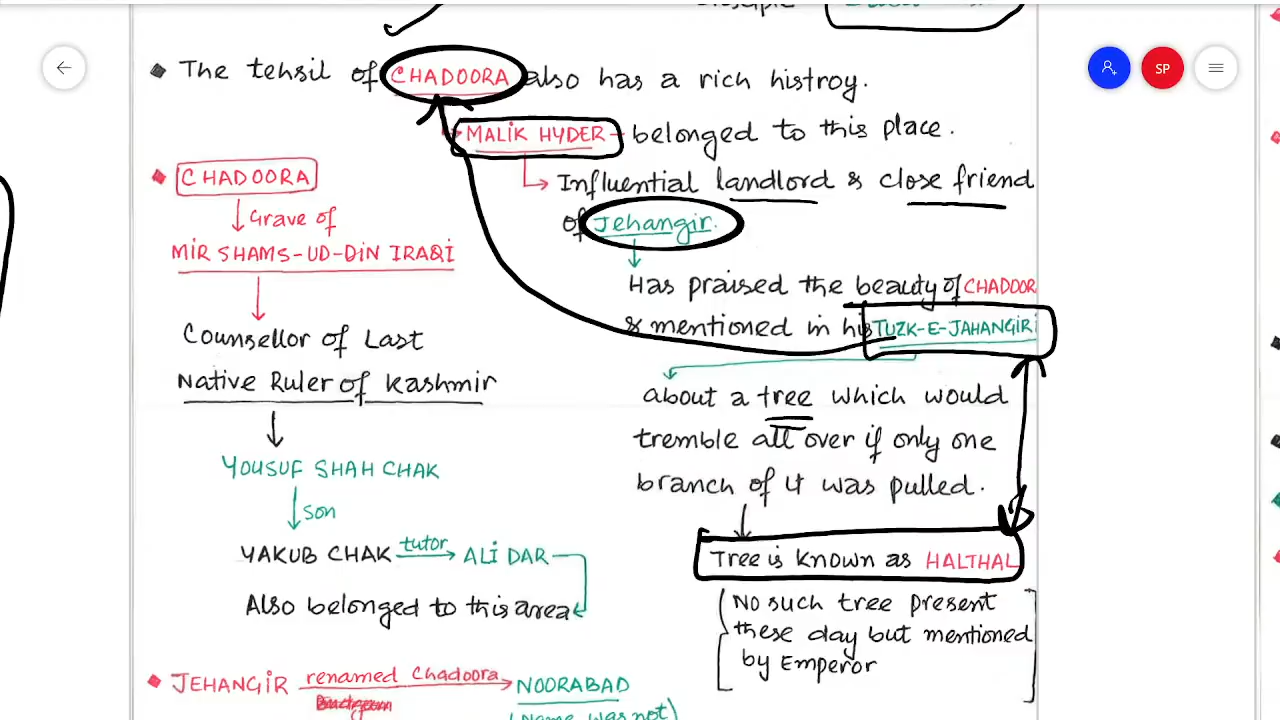 The tehsil of CHADOORA also has a rich histroy.
MALIK HYDER belonged to this place.
Influential landlord & close friend
of Jehangir.
Has praised the beauty of CHADOOR
& mentioned in his TUZK-E-JAHANGIRi
about a tree which would
tremble all over if only one
branch of it was pulled.
Tree is known as HALTHAL
No such tree present
these day but mentioned
by Emperor
CHADOORA
Grave of
MIR SHAMS-UD-DIN IRAQI
Counsellor of Last
Native Ruler of Kashmir
YOUSUF SHAH CHAK
Son
YAKUB CHAK tutor ALI DAR
Also belonged to this area
JEHANGIR renamed Chadoora NOORABAD
(Name was not)
SP